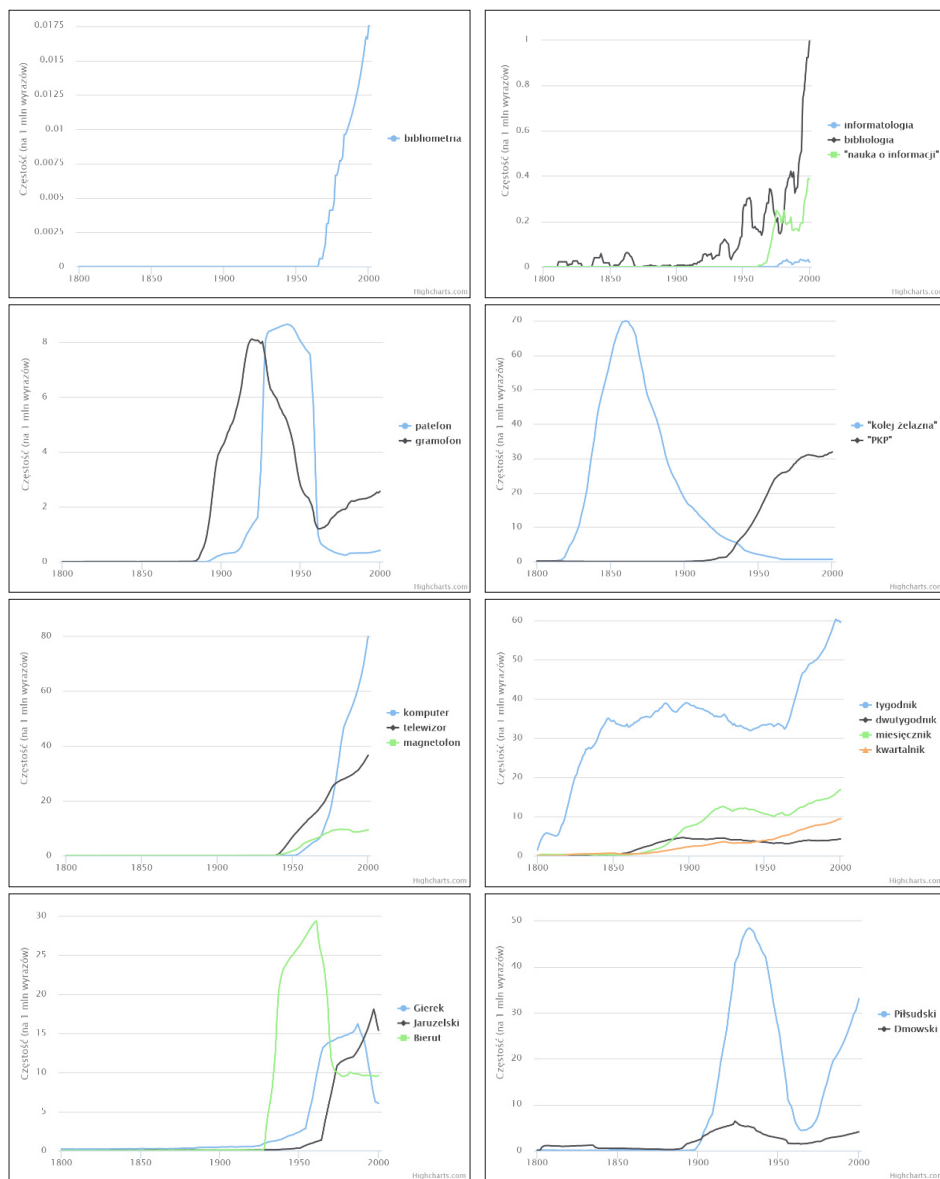 Częstość (na 1 mln wyrazów)
0.0175
0.015
0.0125
0.01
0.0075
0.005
0.0025
0
1800
1850
1900
1950
2000
bibliometria
Highcharts.com
Częstość (na 1 mln wyrazów)
1
0.8
0.6
0.4
0.2
0
1800
1850
1900
1950
2000
informatologia
bibliologia
"nauka o informacji"
Highcharts.com
Częstość (na 1 mln wyrazów)
8
6
4
2
0
1800
1850
1900
1950
2000
patefon
gramofon
Highcharts.com
Częstość (na 1 mln wyrazów)
70
60
50
40
30
20
10
0
1800
1850
1900
1950
2000
"kolej żelazna"
"PKP"
Highcharts.com
Częstość (na 1 mln wyrazów)
80
60
40
20
0
1800
1850
1900
1950
2000
komputer
telewizor
magnetofon
Highcharts.com
Częstość (na 1 mln wyrazów)
60
50
40
30
20
10
0
1800
1850
1900
1950
2000
tygodnik
dwutygodnik
miesięcznik
kwartalnik
Highcharts.com
Częstość (na 1 mln wyrazów)
30
25
20
15
10
5
0
1800
1850
1900
1950
2000
Gierek
Jaruzelski
Bierut
Highcharts.com
Częstość (na 1 mln wyrazów)
50
40
30
20
10
0
1800
1850
1900
1950
2000
Piłsudski
Dmowski
Highcharts.com